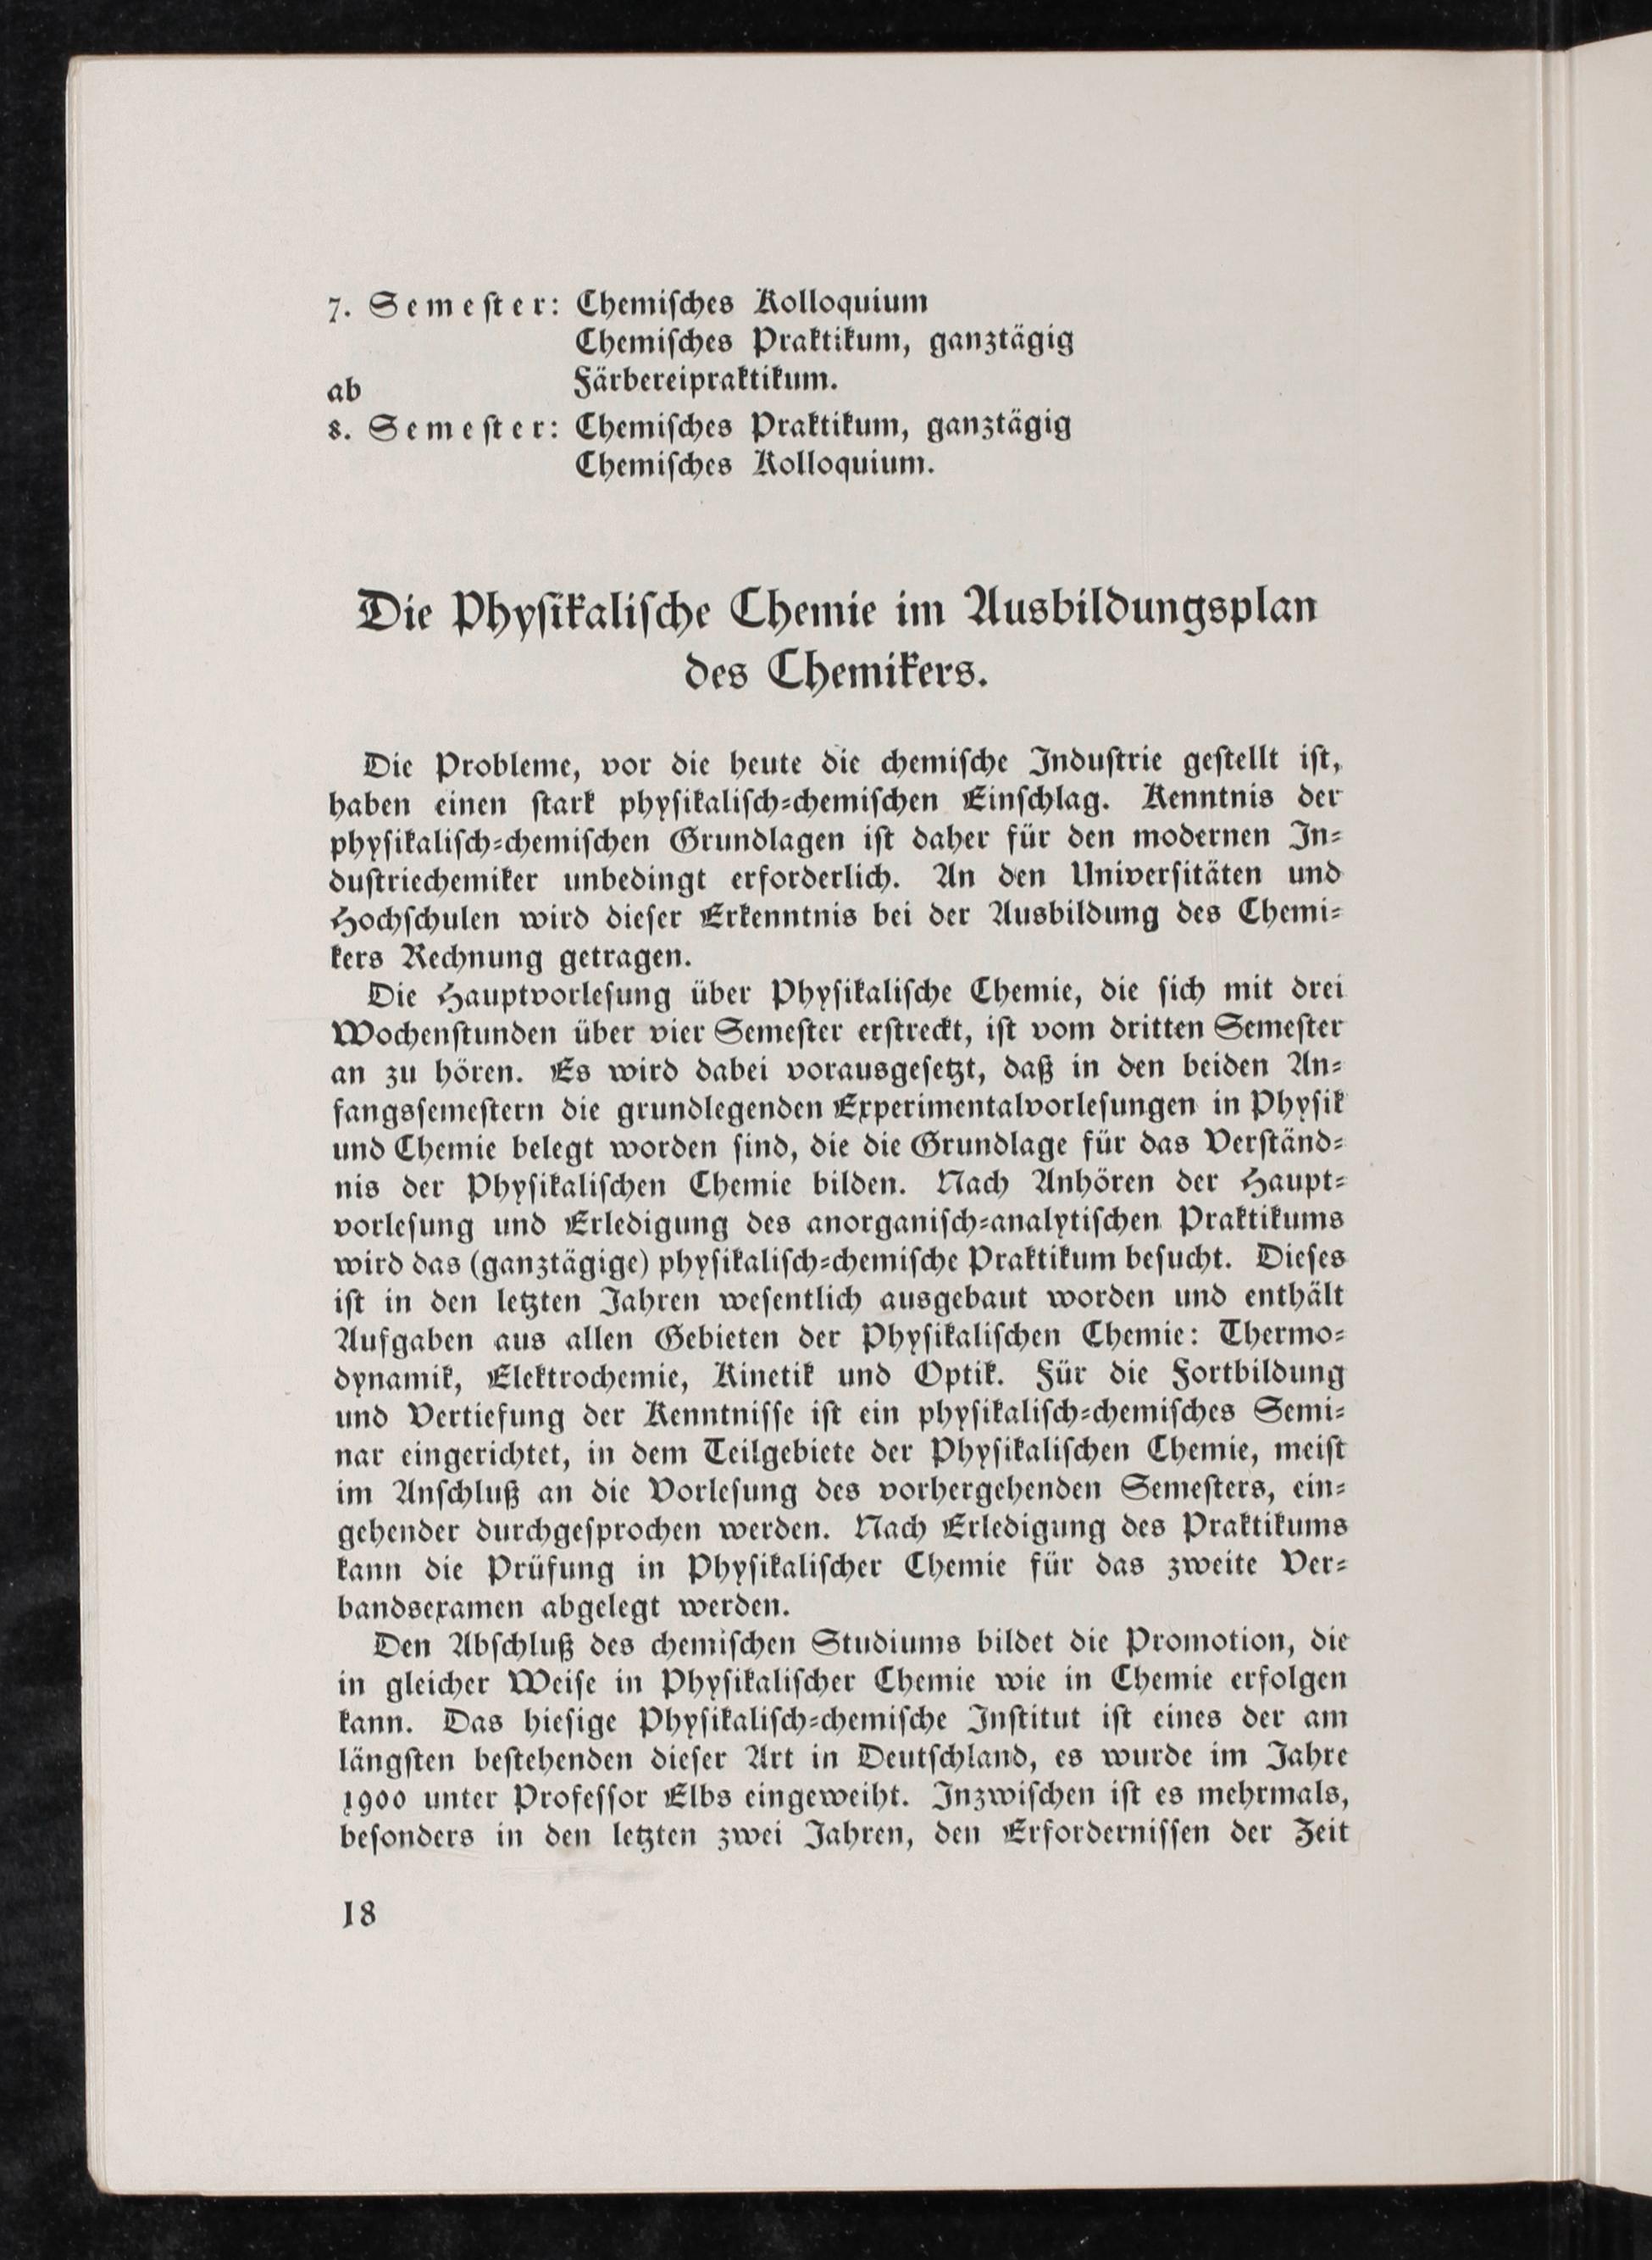 7. Semester: Chemisches Kolloquium
Chemisches Praktikum, ganztägig
Färbereipraktikum.
ab
8. Semester: Chemisches Praktikum, ganztägig
Chemisches Kolloquium.
Die Physikalische Chemie im Ausbildungsplan
des Chemikers.
Die Probleme, vor die heute die chemische Industrie gestellt ist,
haben einen stark physikalisch-chemischen Einschlag. Kenntnis der
physikalisch-chemischen Grundlagen ist daher für den modernen In-
dustriechemiker unbedingt erforderlich. An den Universitäten und
Hochschulen wird dieser Erkenntnis bei der Ausbildung des Chemi-
kers Rechnung getragen.
Die Hauptvorlesung über Physikalische Chemie, die sich mit drei
Wochenstunden über vier Semester erstreckt, ist vom dritten Semester
an zu hören. Es wird dabei vorausgesetzt, daß in den beiden An-
fangssemestern die grundlegenden Experimentalvorlesungen in Physik
und Chemie belegt worden sind, die die Grundlage für das Verständ-
nis der Physikalischen Chemie bilden. Nach Anhören der Haupt-
vorlesung und Erledigung des anorganisch-analytischen Praktikums
wird das (ganztägige) physikalisch-chemische Praktikum besucht. Dieses
ist in den letzten Jahren wesentlich ausgebaut worden und enthält
Aufgaben aus allen Gebieten der Physikalischen Chemie: Thermo-
dynamik, Elektrochemie, Kinetik und Optik. Für die Fortbildung
und Vertiefung der Kenntnisse ist ein physikalisch-chemisches Semi-
nar eingerichtet, in dem Teilgebiete der Physikalischen Chemie, meist
im Anschluß an die Vorlesung des vorhergehenden Semesters, ein-
gehender durchgesprochen werden. Nach Erledigung des Praktikums
kann die Prüfung in Physikalischer Chemie für das zweite Ver-
bandsexamen abgelegt werden.
Den Abschluß des chemischen Studiums bildet die Promotion, die
in gleicher Weise in Physikalischer Chemie wie in Chemie erfolgen
kann. Das hiesige Physikalisch-chemische Institut ist eines der am
längsten bestehenden dieser Art in Deutschland, es wurde im Jahre
1900 unter Professor Elbs eingeweiht. Inzwischen ist es mehrmals,
besonders in den letzten zwei Jahren, den Erfordernissen der Zeit
18